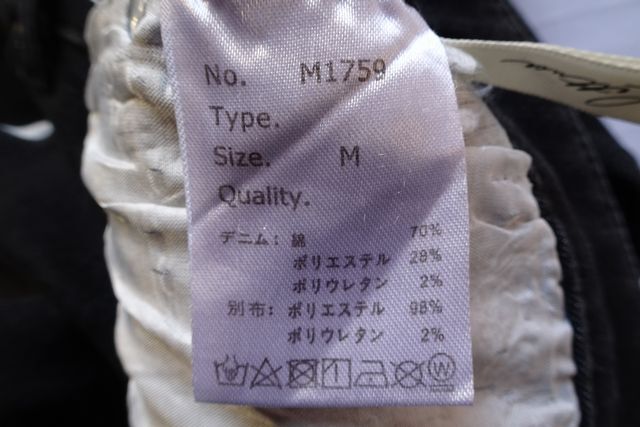 No. M1759
Type.
Size. M
Quality.
デニム: 綿 70%
ポリエステル 28%
ポリウレタン 2%
別布: ポリエステル 98%
ポリウレタン 2%
W